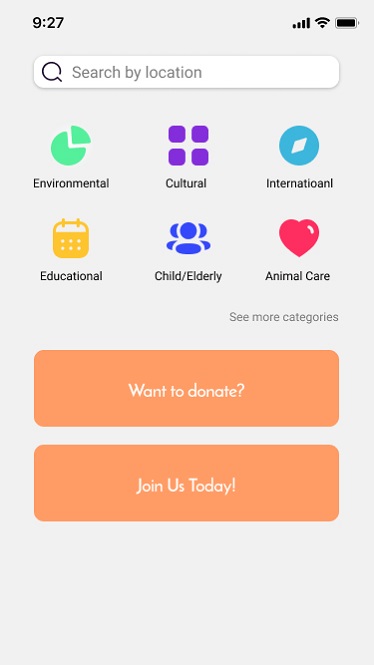 9:27
Search by location
Environmental
Cultural
Internatioanl
Educational
Child/Elderly
Animal Care
See more categories
Want to donate?
Join Us Today!